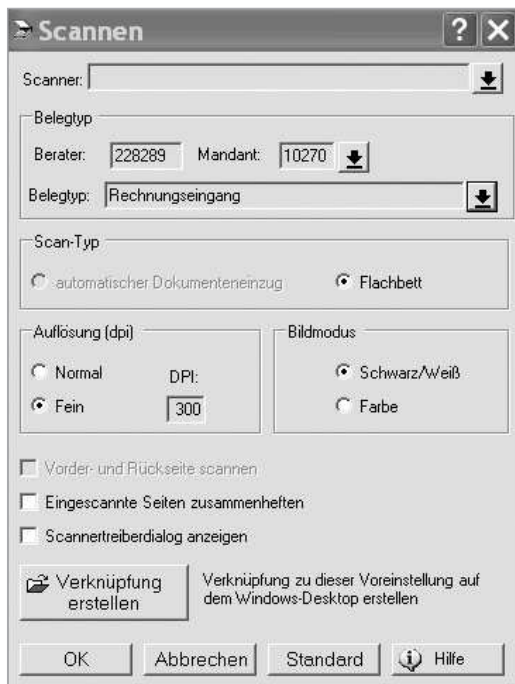 Scannen
Scanner:
Belegtyp
Berater: 228289 Mandant: 10270
Belegtyp: Rechnungseingang
Scan-Typ
automatischer Dokumenteneinzug Flachbett
Auflösung (dpi) Bildmodus
Normal DPI: Schwarz/Weiß
Fein 300 Farbe
Vorder- und Rückseite scannen
Eingescannte Seiten zusammenheften
Scannertreiberdialog anzeigen
Verknüpfung erstellen
Verknüpfung zu dieser Voreinstellung auf
dem Windows-Desktop erstellen
OK Abbrechen Standard Hilfe